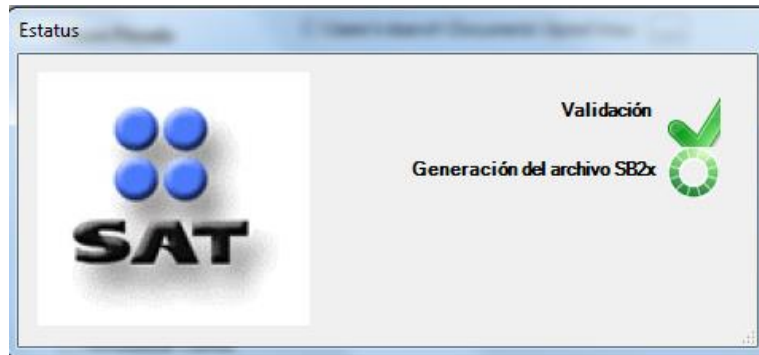 Estatus
Validación
Generación del archivo SB2x
SAT